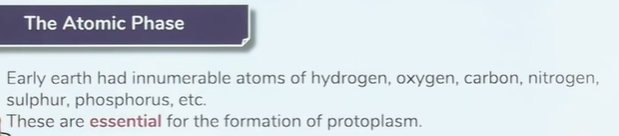 The Atomic Phase
Early earth had innumerable atoms of hydrogen, oxygen, carbon, nitrogen,
sulphur, phosphorus, etc.
These are essential for the formation of protoplasm.